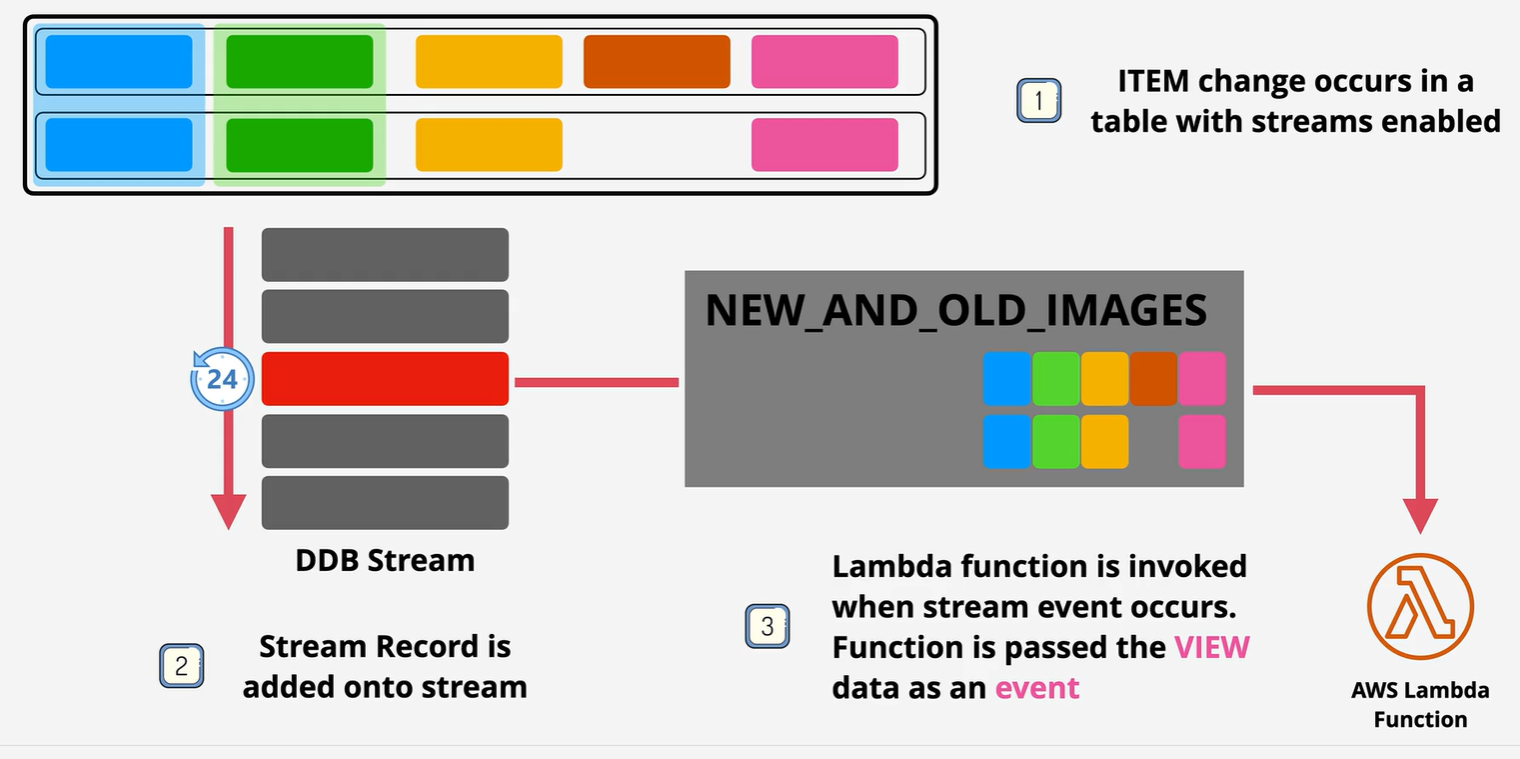 1
ITEM change occurs in a
table with streams enabled
NEW_AND_OLD_IMAGES
24
DDB Stream
2
Stream Record is
added onto stream
3
Lambda function is invoked
when stream event occurs.
Function is passed the VIEW
data as an event
AWS Lambda
Function